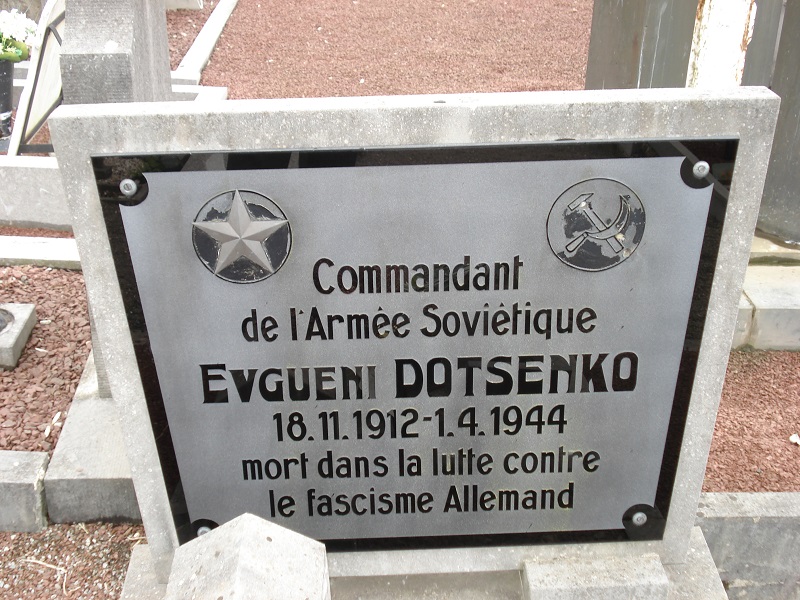 Commandant
de l'Armée Soviétique
EVGUENI DOTSENKO
18.11.1912-1.4.1944
mort dans la lutte contre
le fascisme Allemand